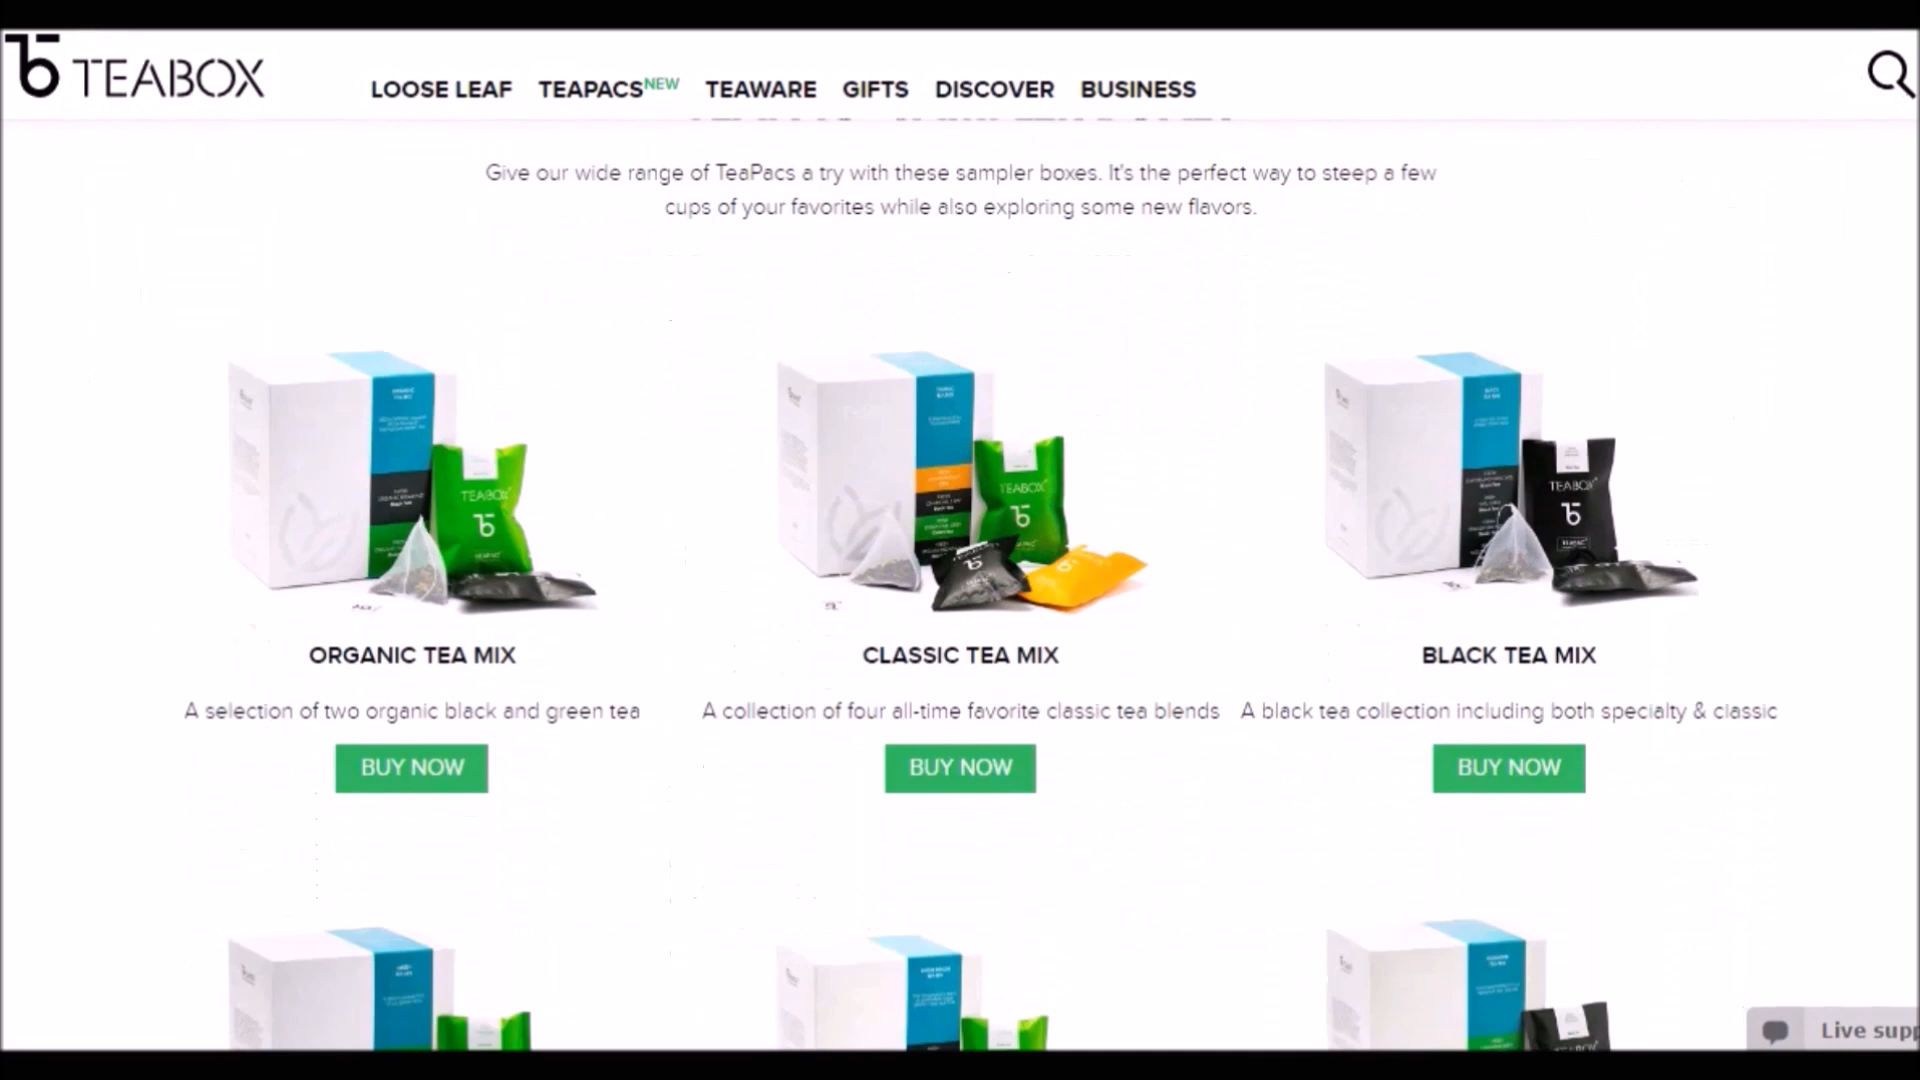 TEABOX
LOOSE LEAF TEAPACS NEW TEAWARE GIFTS DISCOVER BUSINESS
Give our wide range of TeaPacs a try with these sampler boxes. It's the perfect way to steep a few
cups of your favorites while also exploring some new flavors.
TEABOX
TEABOX
TEABOX
ORGANIC TEA MIX
CLASSIC TEA MIX
BLACK TEA MIX
A selection of two organic black and green tea
A collection of four all-time favorite classic tea blends
A black tea collection including both specialty & classic
BUY NOW
BUY NOW
BUY NOW
TEABOX
Live supp